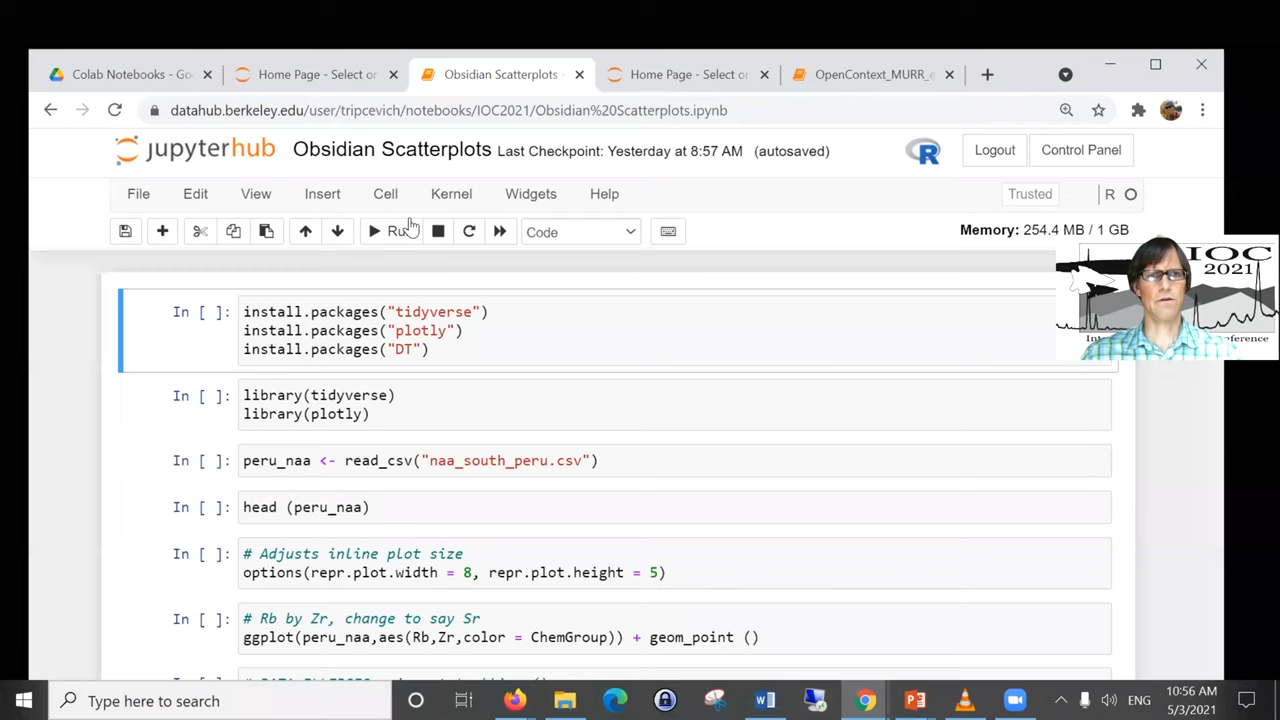 Colab Notebooks - Go
Home Page - Select or
Obsidian Scatterplots -
Home Page - Select or
OpenContext_MURR_e
datahub.berkeley.edu/user/tripcevich/notebooks/IOC2021/Obsidian%20Scatterplots.ipynb
jupyterhub Obsidian Scatterplots Last Checkpoint: Yesterday at 8:57 AM (autosaved)
R Logout Control Panel
File Edit View Insert Cell Kernel Widgets Help Trusted R
Run Code Memory: 254.4 MB / 1 GB
IOC
2021
In [ ]: install.packages("tidyverse")
install.packages("plotly")
install.packages("DT")
In [ ]: library(tidyverse)
library(plotly)
In [ ]: peru_naa <- read_csv("naa_south_peru.csv")
In [ ]: head (peru_naa)
In [ ]: # Adjusts inline plot size
options(repr.plot.width = 8, repr.plot.height = 5)
In [ ]: # Rb by Zr, change to say Sr
ggplot(peru_naa,aes(Rb,Zr,color = ChemGroup)) + geom_point ()
Type here to search
ENG
10:56 AM
5/3/2021